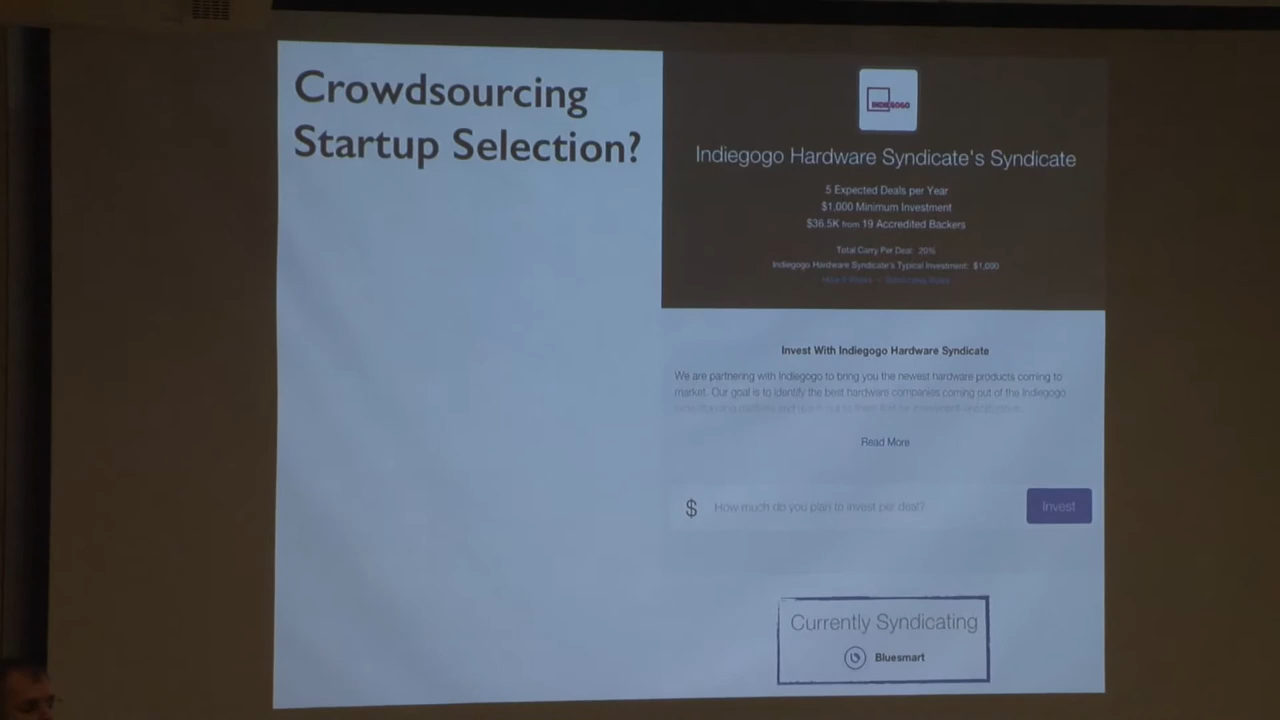 Crowdsourcing
Startup Selection?
INDIEGOGO
Indiegogo Hardware Syndicate's Syndicate
5 Expected Deals per Year
$1,000 Minimum Investment
$36.5K from 19 Accredited Backers
Total Carry Per Deal: 20%
Indiegogo Hardware Syndicate's Typical Investment: $1,000
Invest With Indiegogo Hardware Syndicate
We are partnering with Indiegogo to bring you the newest hardware products coming to
market. Our goal is to identify the best hardware companies coming out of the Indiegogo
Read More
$ How much do you plan to invest per deal?
Invest
Currently Syndicating
Bluesmart